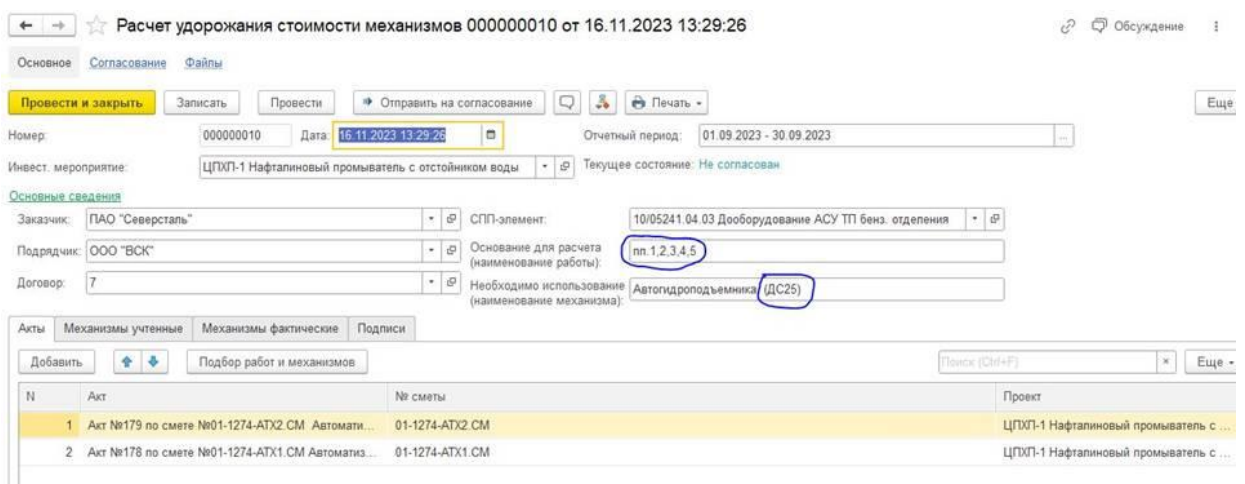 Расчет удорожания стоимости механизмов 000000010 от 16.11.2023 13:29:26
Обсуждение
Основное Согласование Файлы
Провести и закрыть Записать Провести Отправить на согласование Печать Еще
Номер: 000000010 Дата: 16.11.2023 13:29:26 Отчетный период: 01.09.2023 - 30.09.2023 ...
Инвест. мероприятие: ЦПХП-1 Нафталиновый промыватель с отстойником воды Текущее состояние: Не согласован
Основные сведения
Заказчик: ПАО "Северсталь" СПП-элемент: 10/05241.04.03 Дооборудование АСУ ТП бенз. отделения
Подрядчик: ООО "ВСК" Основание для расчета (наименование работы): пп.1,2,3,4,5
Договор: 7 Необходимо использование (наименование механизма): Автогидроподъемника (ДС25)
Акты Механизмы учтенные Механизмы фактические Подписи
Добавить Подбор работ и механизмов Поиск (Ctrl+F) × Еще
N Акт № сметы Проект
1 Акт №179 по смете №01-1274-АТХ2.СМ Автомати... 01-1274-АТХ2.СМ ЦПХП-1 Нафталиновый промыватель с ...
2 Акт №178 по смете №01-1274-АТХ1.СМ Автоматиз... 01-1274-АТХ1.СМ ЦПХП-1 Нафталиновый промыватель с ...